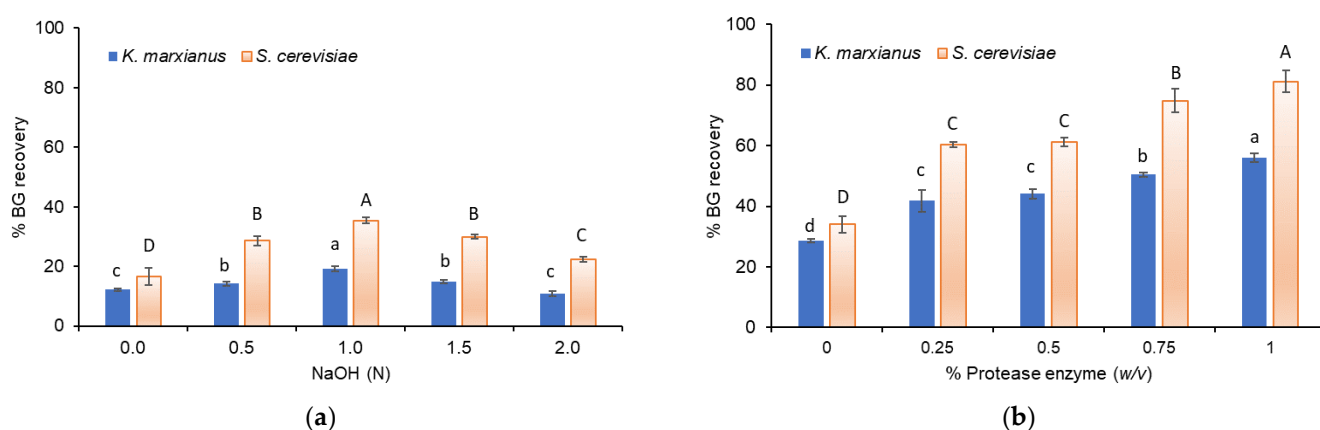 100
80
60
40
20
0
% BG recovery
K. marxianus S. cerevisiae
c D b B a A b B c C
0.0 0.5 1.0 1.5 2.0
NaOH (N)
(a)
100
80
60
40
20
0
% BG recovery
K. marxianus S. cerevisiae
d D c C c C b B a A
0 0.25 0.5 0.75 1
% Protease enzyme (w/v)
(b)